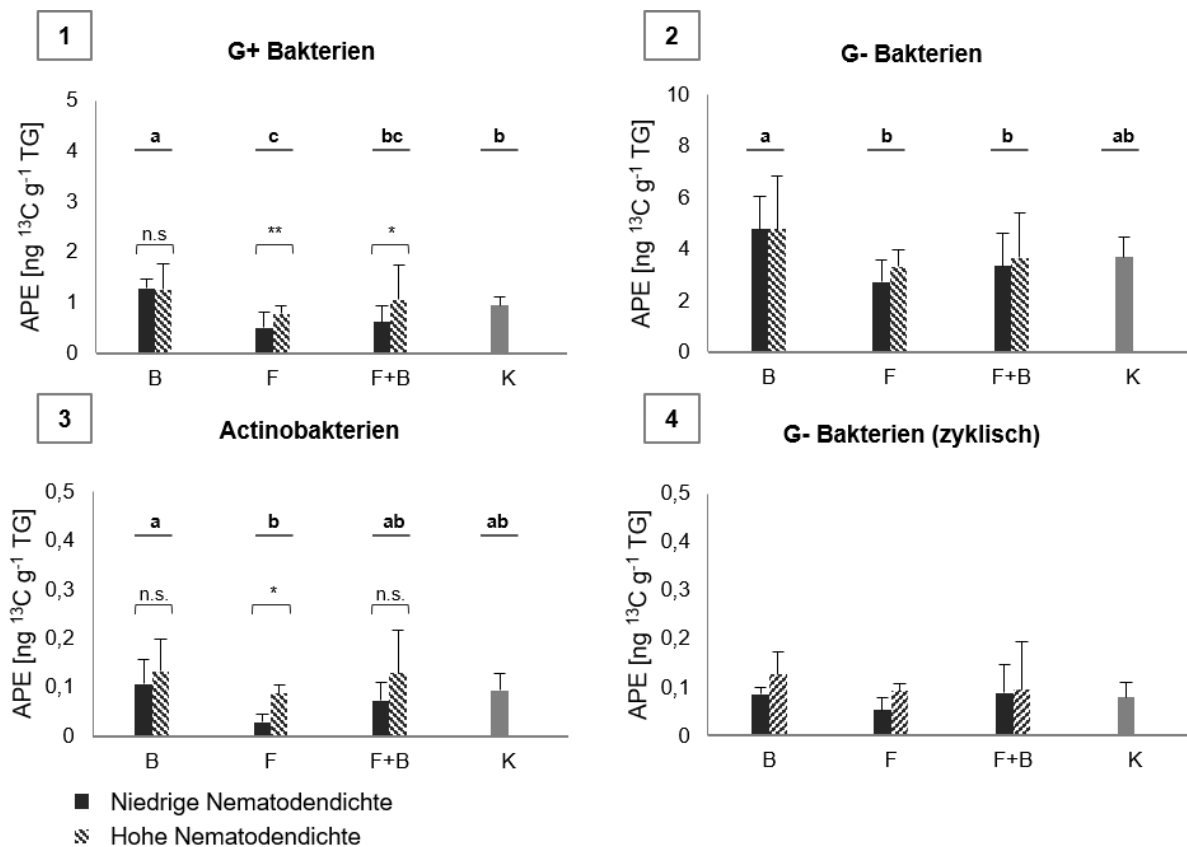 1
G+ Bakterien
5
4
3
2
1
0
APE [ng ¹³C g⁻¹ TG]
a
c
bc
b
n.s
**
*
B
F
F+B
K
2
G- Bakterien
10
8
6
4
2
0
APE [ng ¹³C g⁻¹ TG]
a
b
b
ab
B
F
F+B
K
3
Actinobakterien
0,5
0,4
0,3
0,2
0,1
0
APE [ng ¹³C g⁻¹ TG]
a
b
ab
ab
n.s.
*
n.s.
B
F
F+B
K
4
G- Bakterien (zyklisch)
0,5
0,4
0,3
0,2
0,1
0
APE [ng ¹³C g⁻¹ TG]
B
F
F+B
K
Niedrige Nematodendichte
Hohe Nematodendichte